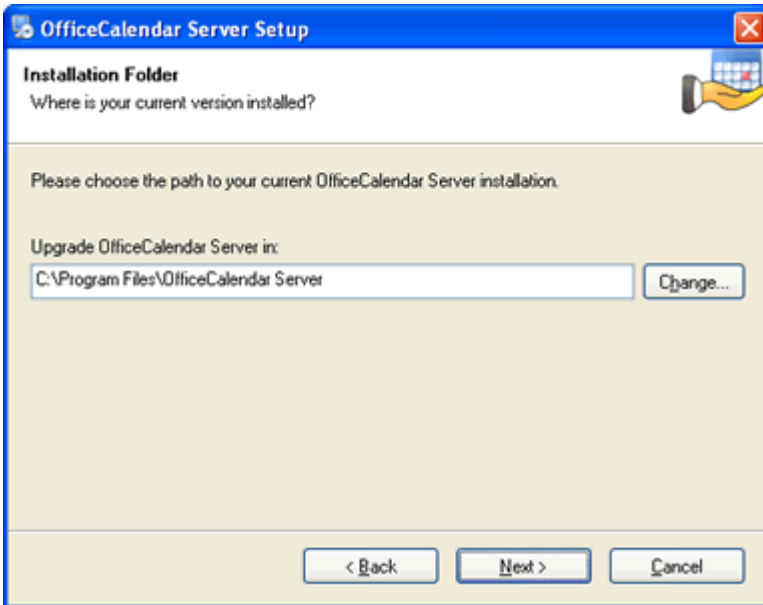 OfficeCalendar Server Setup
Installation Folder
Where is your current version installed?
Please choose the path to your current OfficeCalendar Server installation.
Upgrade OfficeCalendar Server in:
C:\Program Files\OfficeCalendar Server
Change...
< Back
Next >
Cancel